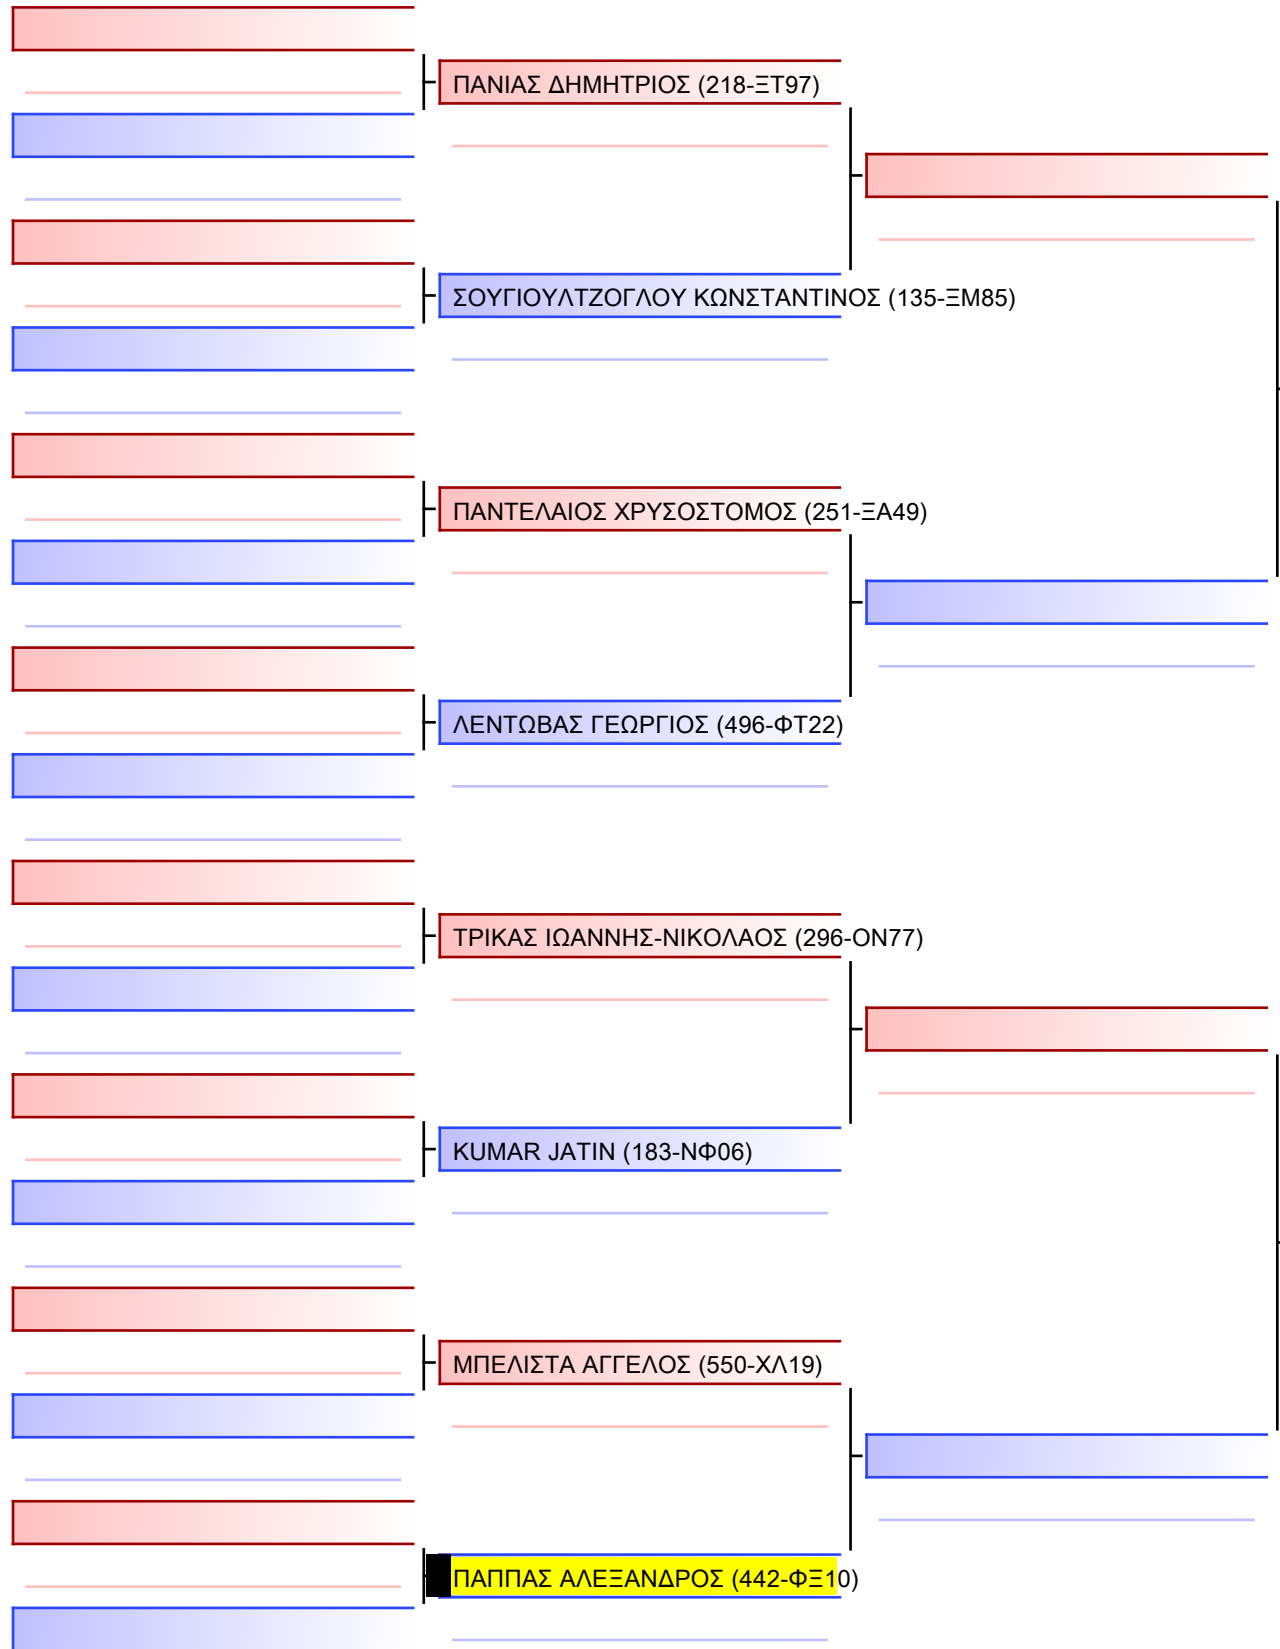 ΠΑΝΙΑΣ ΔΗΜΗΤΡΙΟΣ (218-ΞΤ97)
ΣΟΥΓΙΟΥΛΤΖΟΓΛΟΥ ΚΩΝΣΤΑΝΤΙΝΟΣ (135-ΞΜ85)
ΠΑΝΤΕΛΑΙΟΣ ΧΡΥΣΟΣΤΟΜΟΣ (251-ΞΑ49)
ΛΕΝΤΩΒΑΣ ΓΕΩΡΓΙΟΣ (496-ΦΤ22)
ΤΡΙΚΑΣ ΙΩΑΝΝΗΣ-ΝΙΚΟΛΑΟΣ (296-ΟΝ77)
KUMAR JATIN (183-ΝΦ06)
ΜΠΕΛΙΣΤΑ ΑΓΓΕΛΟΣ (550-ΧΛ19)
ΠΑΠΠΑΣ ΑΛΕΞΑΝΔΡΟΣ (442-ΦΞ10)